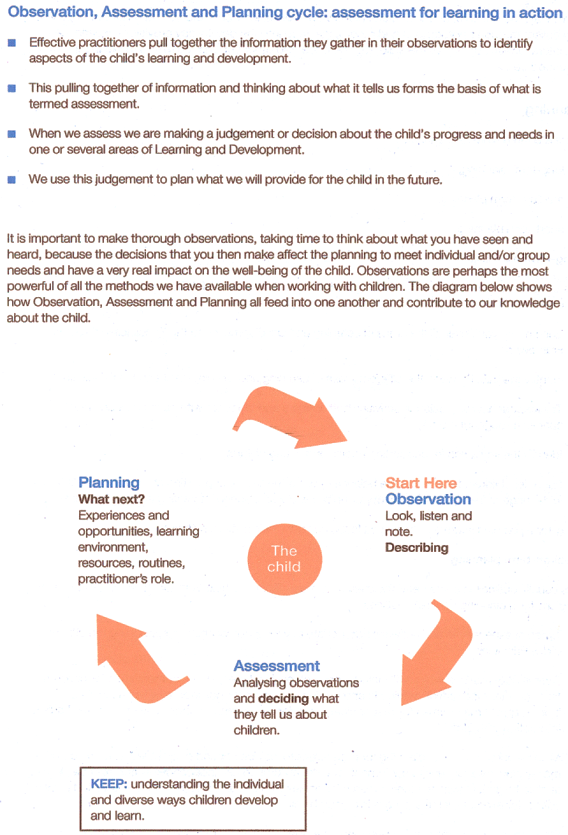 Observation, Assessment and Planning cycle: assessment for learning in action
Effective practitioners pull together the information they gather in their observations to identify
aspects of the child's learning and development.
This pulling together of information and thinking about what it tells us forms the basis of what is
termed assessment.
When we assess we are making a judgement or decision about the child's progress and needs in
one or several areas of Learning and Development.
We use this judgement to plan what we will provide for the child in the future.
It is important to make thorough observations, taking time to think about what you have seen and
heard, because the decisions that you then make affect the planning to meet individual and/or group
needs and have a very real impact on the well-being of the child. Observations are perhaps the most
powerful of all the methods we have available when working with children. The diagram below shows
how Observation, Assessment and Planning all feed into one another and contribute to our knowledge
about the child.
Planning
What next?
Experiences and
opportunities, learning
environment,
resources, routines,
practitioner's role.
Start Here
Observation
Look, listen and
note.
Describing
The
child
Assessment
Analysing observations
and deciding what
they tell us about
children.
KEEP: understanding the individual
and diverse ways children develop
and learn.